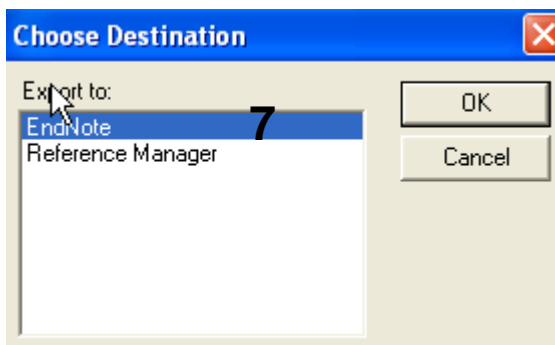 Choose Destination
Export to:
OK
EndNote 7
Reference Manager
Cancel